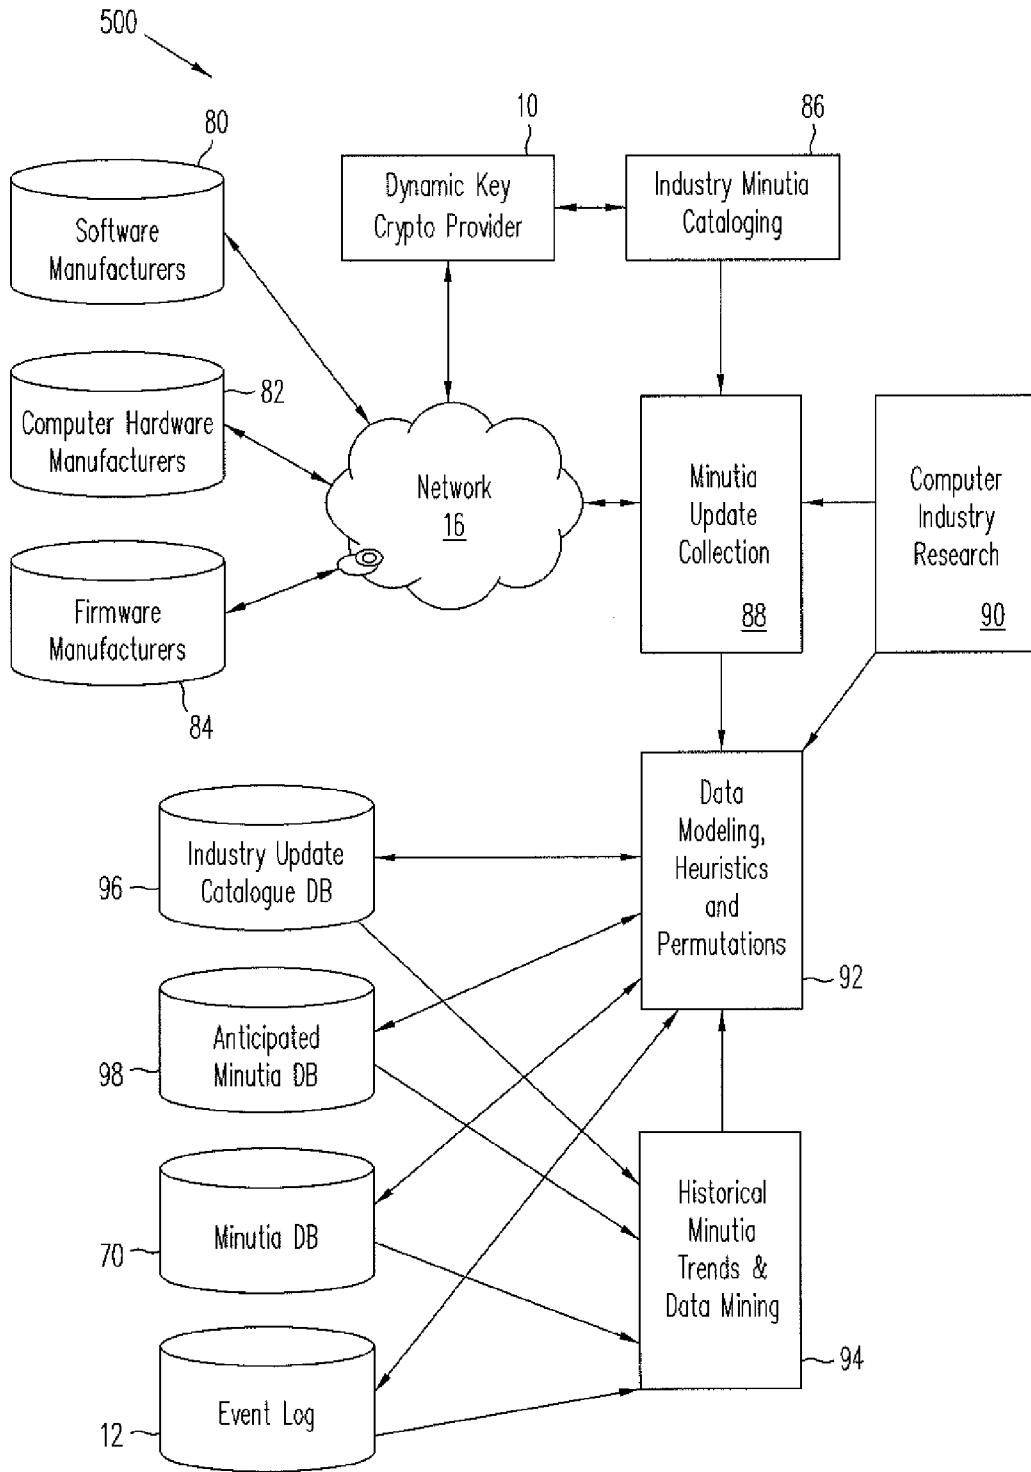 500
80
Software
Manufacturers
10
Dynamic Key
Crypto Provider
86
Industry Minutia
Cataloging
82
Computer Hardware
Manufacturers
Network
16
Minutia
Update
Collection
88
Computer
Industry
Research
90
Firmware
Manufacturers
84
Data
Modeling,
Heuristics
and
Permutations
92
Industry Update
Catalogue DB
96
Anticipated
Minutia DB
98
Minutia DB
70
Historical
Minutia
Trends &
Data Mining
94
Event Log
12